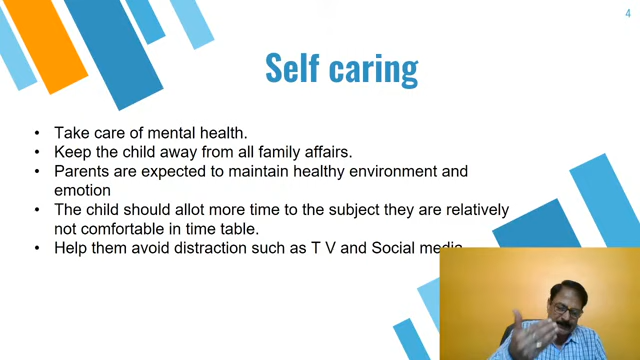 4
Self caring
• Take care of mental health.
• Keep the child away from all family affairs.
• Parents are expected to maintain healthy environment and
emotion
• The child should allot more time to the subject they are relatively
not comfortable in time table.
• Help them avoid distraction such as T V and Social media